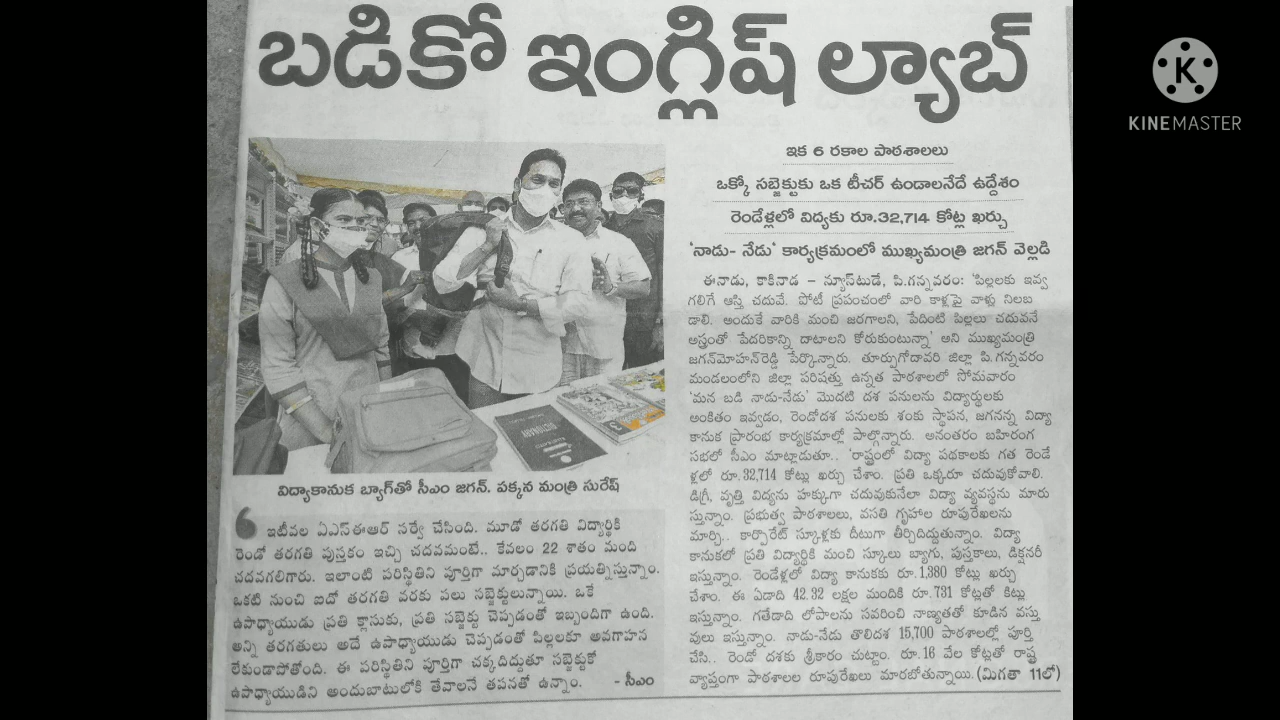 బడికో ఇంగ్లిష్ ల్యాబ్
KINEMASTER
ఇక 6 రకాల పాఠశాలలు
ఒక్కో సబ్జెక్టుకు ఒక టీచర్ ఉండాలనేదే ఉద్దేశం
రెండేళ్లలో విద్యకు రూ.32,714 కోట్ల ఖర్చు
'నాడు- నేడు' కార్యక్రమంలో ముఖ్యమంత్రి జగన్ వెల్లడి
ఈనాడు, కాకినాడ – న్యూస్‌టుడే, పి.గన్నవరం: 'పిల్లలకు ఇవ్వ
గలిగే ఆస్తి చదువే. పోటీ ప్రపంచంలో వారి కాళ్లపై వాళ్లు నిలబ
డాలి. అందుకే వారికి మంచి జరగాలని, పేదింటి పిల్లలు చదువనే
అస్త్రంతో పేదరికాన్ని దాటాలని కోరుకుంటున్నా' అని ముఖ్యమంత్రి
జగన్‌మోహన్‌రెడ్డి పేర్కొన్నారు. తూర్పుగోదావరి జిల్లా పి.గన్నవరం
మండలంలోని జిల్లా పరిషత్తు ఉన్నత పాఠశాలలో సోమవారం
'మన బడి నాడు-నేడు' మొదటి దశ పనులను విద్యార్థులకు
అంకితం ఇవ్వడం, రెండోదశ పనులకు శంకు స్థాపన, జగనన్న విద్యా
కానుక ప్రారంభ కార్యక్రమాల్లో పాల్గొన్నారు. అనంతరం బహిరంగ
సభలో సీఎం మాట్లాడుతూ.. 'రాష్ట్రంలో విద్యా పథకాలకు గత రెండే
ళ్లలో రూ.32,714 కోట్లు ఖర్చు చేశాం. ప్రతి ఒక్కరూ చదువుకోవాలి.
డిగ్రీ, వృత్తి విద్యను హక్కుగా చదువుకునేలా విద్యా వ్యవస్థను మారు
స్తున్నాం. ప్రభుత్వ పాఠశాలలు, వసతి గృహాల రూపురేఖలను
మార్చి.. కార్పొరేట్ స్కూళ్లకు దీటుగా తీర్చిదిద్దుతున్నాం. విద్యా
కానుకలో ప్రతి విద్యార్థికి మంచి స్కూలు బ్యాగు, పుస్తకాలు, డిక్షనరీ
ఇస్తున్నాం. రెండేళ్లలో విద్యా కానుకకు రూ.1,380 కోట్లు ఖర్చు
చేశాం. ఈ ఏడాది 42.32 లక్షల మందికి రూ.731 కోట్లతో కిట్లు
ఇస్తున్నాం. గతేడాది లోపాలను సవరించి నాణ్యతతో కూడిన వస్తు
వులు ఇస్తున్నాం. నాడు-నేడు తొలిదశ 15,700 పాఠశాలల్లో పూర్తి
చేసి.. రెండో దశకు శ్రీకారం చుట్టాం. రూ.16 వేల కోట్లతో రాష్ట్ర
వ్యాప్తంగా పాఠశాలల రూపురేఖలు మారబోతున్నాయి. (మిగతా 11లో)
DICTIONARY
విద్యాకానుక బ్యాగ్‌తో సీఎం జగన్. పక్కన మంత్రి సురేష్
ఇటీవల ఏఎస్ఈఆర్ సర్వే చేసింది. మూడో తరగతి విద్యార్థికి
రెండో తరగతి పుస్తకం ఇచ్చి చదవమంటే.. కేవలం 22 శాతం మంది
చదవగలిగారు. ఇలాంటి పరిస్థితిని పూర్తిగా మార్చడానికి ప్రయత్నిస్తున్నాం.
ఒకటి నుంచి ఐదో తరగతి వరకు పలు సబ్జెక్టులున్నాయి. ఒకే
ఉపాధ్యాయుడు ప్రతి క్లాసుకు, ప్రతి సబ్జెక్టు చెప్పడంతో ఇబ్బందిగా ఉంది.
అన్ని తరగతులు అదే ఉపాధ్యాయుడు చెప్పడంతో పిల్లలకూ అవగాహన
లేకుండాపోతోంది. ఈ పరిస్థితిని పూర్తిగా చక్కదిద్దుతూ సబ్జెక్టుకో
ఉపాధ్యాయుడిని అందుబాటులోకి తేవాలనే తపనతో ఉన్నాం. - సీఎం